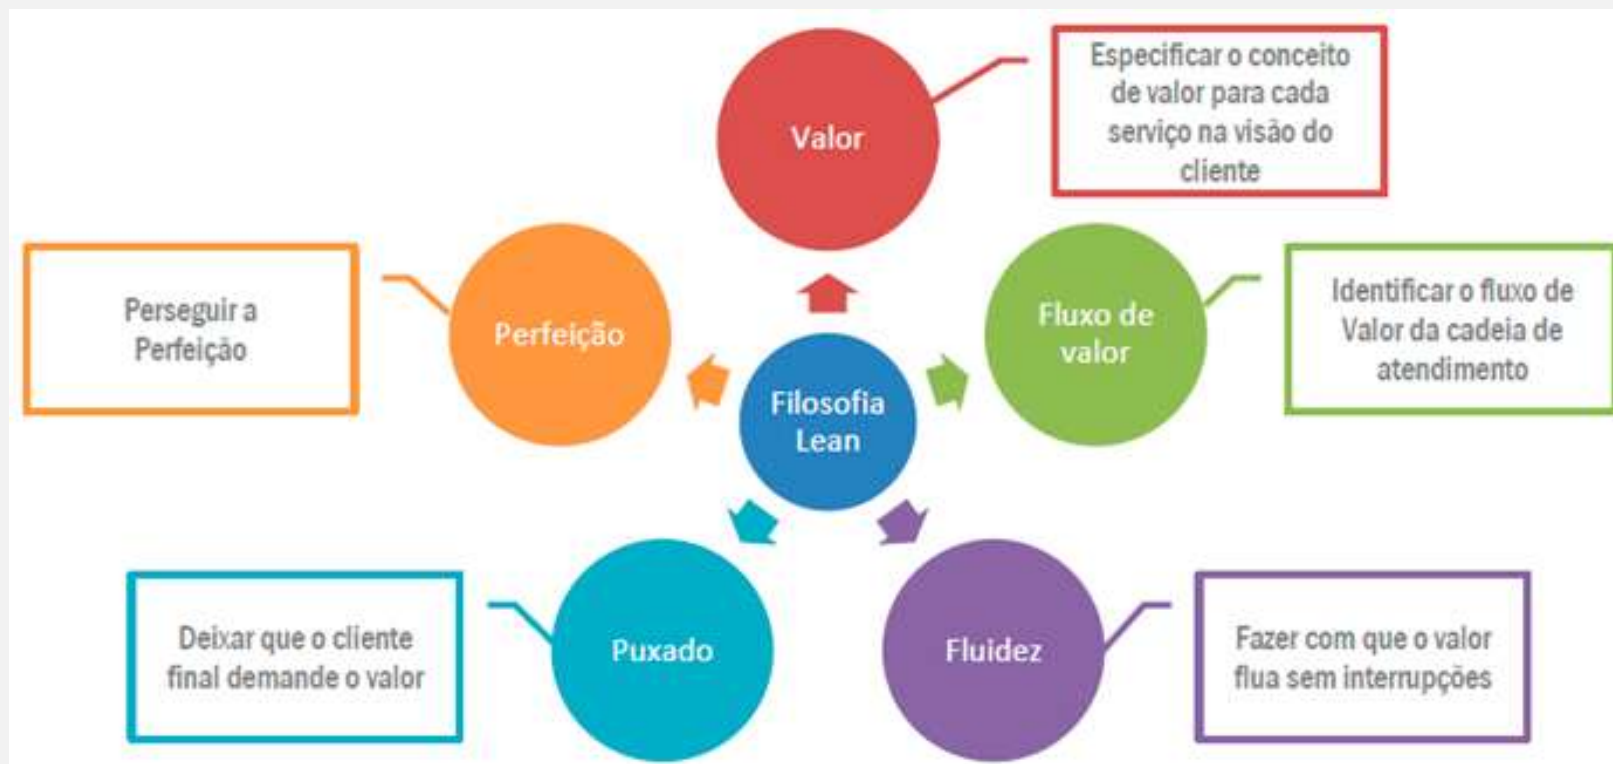 Valor
Especificar o conceito
de valor para cada
serviço na visão do
cliente
Fluxo de
valor
Identificar o fluxo de
Valor da cadeia de
atendimento
Fluidez
Fazer com que o valor
flua sem interrupções
Puxado
Deixar que o cliente
final demande o valor
Perfeição
Perseguir a
Perfeição
Filosofia
Lean